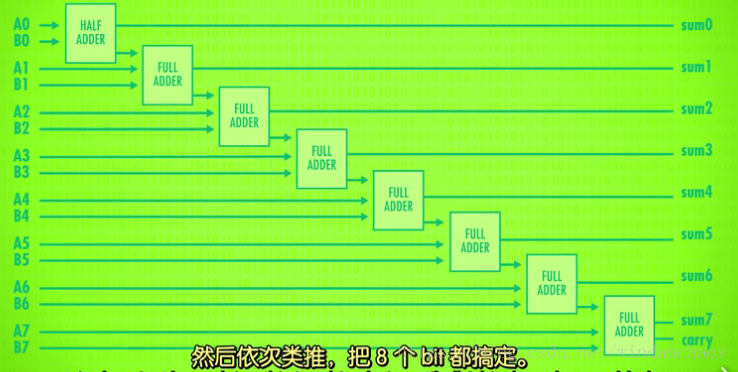 A0
B0
HALF ADDER
sum0
A1
B1
FULL ADDER
sum1
A2
B2
FULL ADDER
sum2
A3
B3
FULL ADDER
sum3
A4
B4
FULL ADDER
sum4
A5
B5
FULL ADDER
sum5
A6
B6
FULL ADDER
sum6
A7
B7
FULL ADDER
sum7
carry
然后依次类推，把 8 个 bit 都搞定。